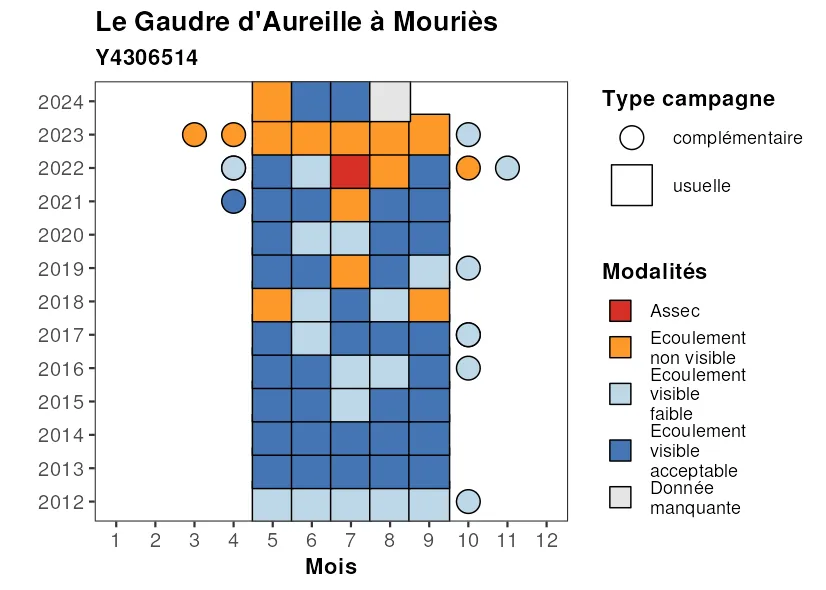 Le Gaudre d'Aureille à Mouriès
Y4306514
2024
2023
2022
2021
2020
2019
2018
2017
2016
2015
2014
2013
2012
1 2 3 4 5 6 7 8 9 10 11 12
Mois
Type campagne
complémentaire
usuelle
Modalités
Assec
Ecoulement
non visible
Ecoulement
visible
faible
Ecoulement
visible
acceptable
Donnée
manquante